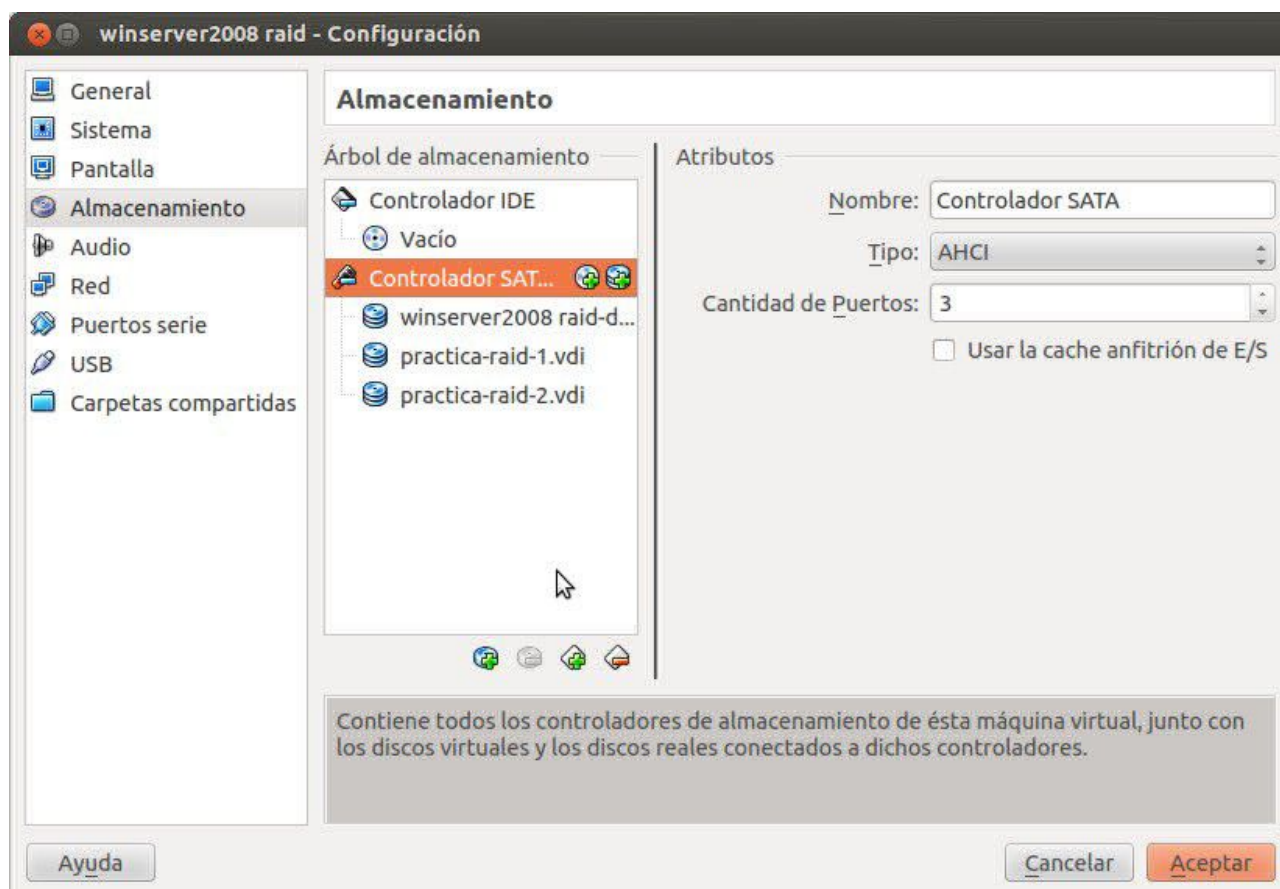 winserver2008 raid - Configuración
General
Sistema
Pantalla
Almacenamiento
Audio
Red
Puertos serie
USB
Carpetas compartidas
Almacenamiento
Árbol de almacenamiento
Controlador IDE
Vacío
Controlador SAT...
winserver2008 raid-d...
practica-raid-1.vdi
practica-raid-2.vdi
Atributos
Nombre: Controlador SATA
Tipo: AHCI
Cantidad de Puertos: 3
Usar la cache anfitrión de E/S
Contiene todos los controladores de almacenamiento de ésta máquina virtual, junto con
los discos virtuales y los discos reales conectados a dichos controladores.
Ayuda
Cancelar
Aceptar